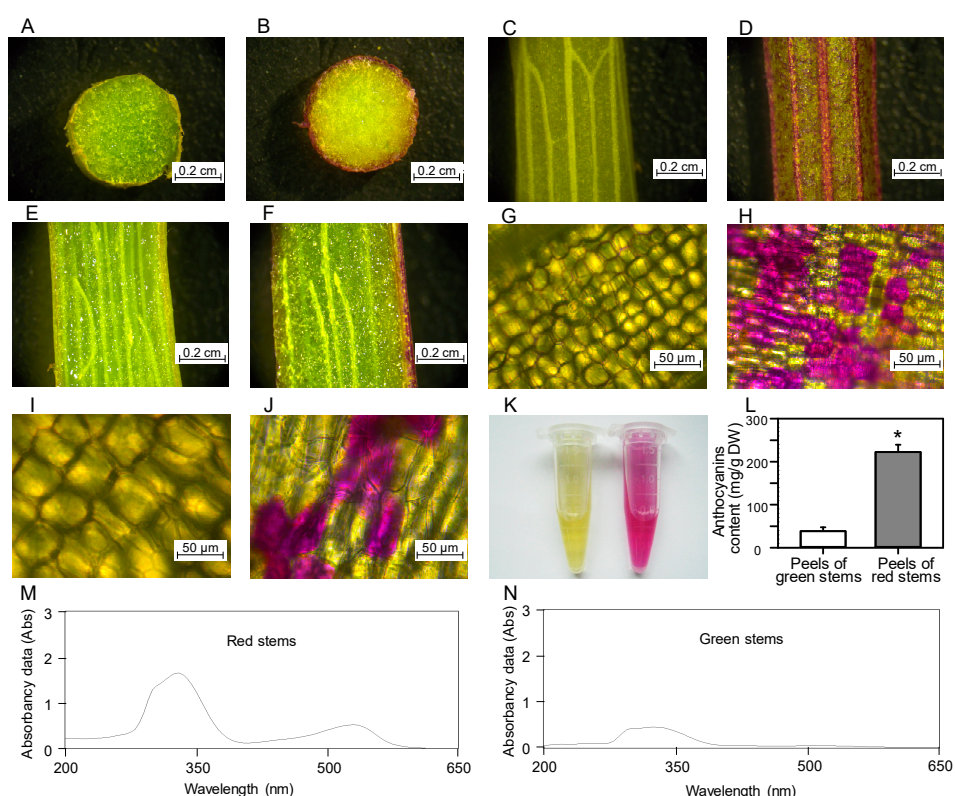 A
B
C
D
0.2 cm
0.2 cm
0.2 cm
0.2 cm
E
F
G
H
0.2 cm
0.2 cm
50 µm
50 µm
I
J
K
L
50 µm
50 µm
Anthocyanins
content (mg/g DW)
300
200
100
0
*
Peels of
green stems
Peels of
red stems
M
Absorbancy data (Abs)
3
2
1
0
Red stems
200
350
500
650
Wavelength (nm)
N
Absorbancy data (Abs)
3
2
1
0
Green stems
200
350
500
650
Wavelength (nm)